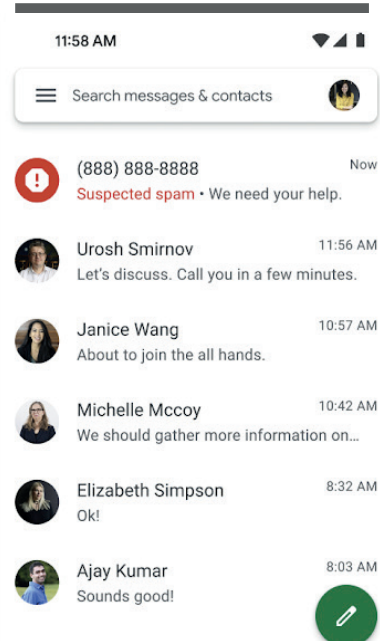 11:58 AM
Search messages & contacts
(888) 888-8888 Now
Suspected spam • We need your help.
Urosh Smirnov 11:56 AM
Let's discuss. Call you in a few minutes.
Janice Wang 10:57 AM
About to join the all hands.
Michelle Mccoy 10:42 AM
We should gather more information on...
Elizabeth Simpson 8:32 AM
Ok!
Ajay Kumar 8:03 AM
Sounds good!